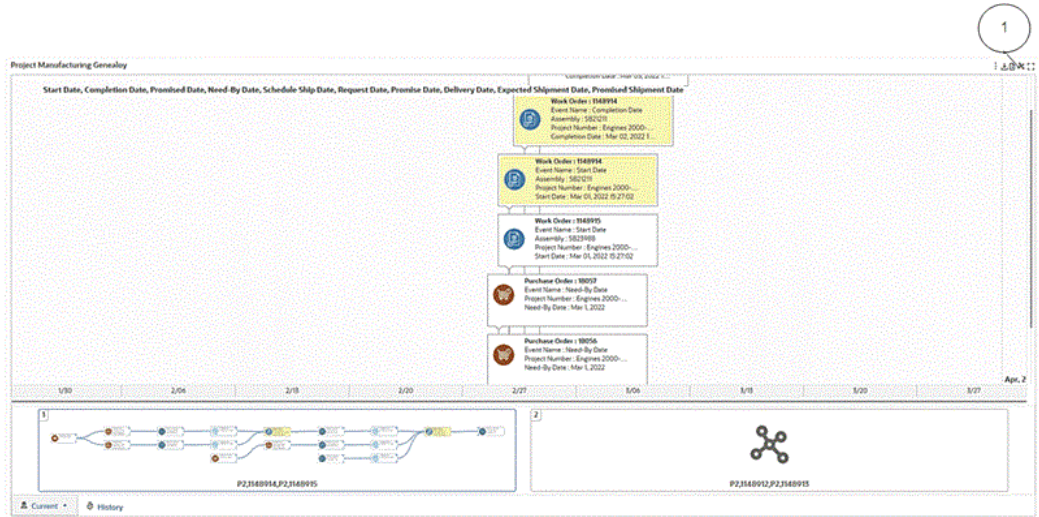 1
Project Manufacturing Genealoy
Completion Date : Mar 03, 2022 1...
Start Date, Completion Date, Promised Date, Need-By Date, Schedule Ship Date, Request Date, Promise Date, Delivery Date, Expected Shipment Date, Promised Shipment Date
Work Order : 1148914
Event Name : Completion Date
Assembly : 5821211
Project Number : Engines 2000-...
Completion Date : Mar 02, 2022 1...
Work Order : 1148914
Event Name : Start Date
Assembly : 5821211
Project Number : Engines 2000-...
Start Date : Mar 01, 2022 15:27:02
Work Order : 1148915
Event Name : Start Date
Assembly : 5823988
Project Number : Engines 2000-...
Start Date : Mar 01, 2022 15:27:02
Purchase Order : 18057
Event Name : Need-By Date
Project Number : Engines 2000-...
Need-By Date : Mar 1, 2022
Purchase Order : 18056
Event Name : Need-By Date
Project Number : Engines 2000-...
Need-By Date : Mar 1, 2022
Apr, 2
1/30 2/06 2/13 2/20 2/27 3/06 3/13 3/20 3/27
1
P2,1148914,P2,1148915
2
P2,1148912,P2,1148913
Current
History